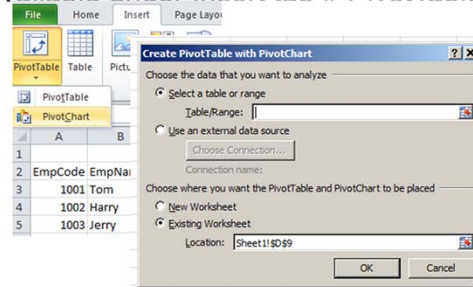 File Home Insert Page Layou
PivotTable Table Pictu
PivotTable
PivotChart
A B
1
2 EmpCode EmpNar
3 1001 Tom
4 1002 Harry
5 1003 Jerry
Create PivotTable with PivotChart
Choose the data that you want to analyze
Select a table or range
Table/Range:
Use an external data source
Choose Connection...
Connection name:
Choose where you want the PivotTable and PivotChart to be placed
New Worksheet
Existing Worksheet
Location: Sheet1!$D$9
OK Cancel